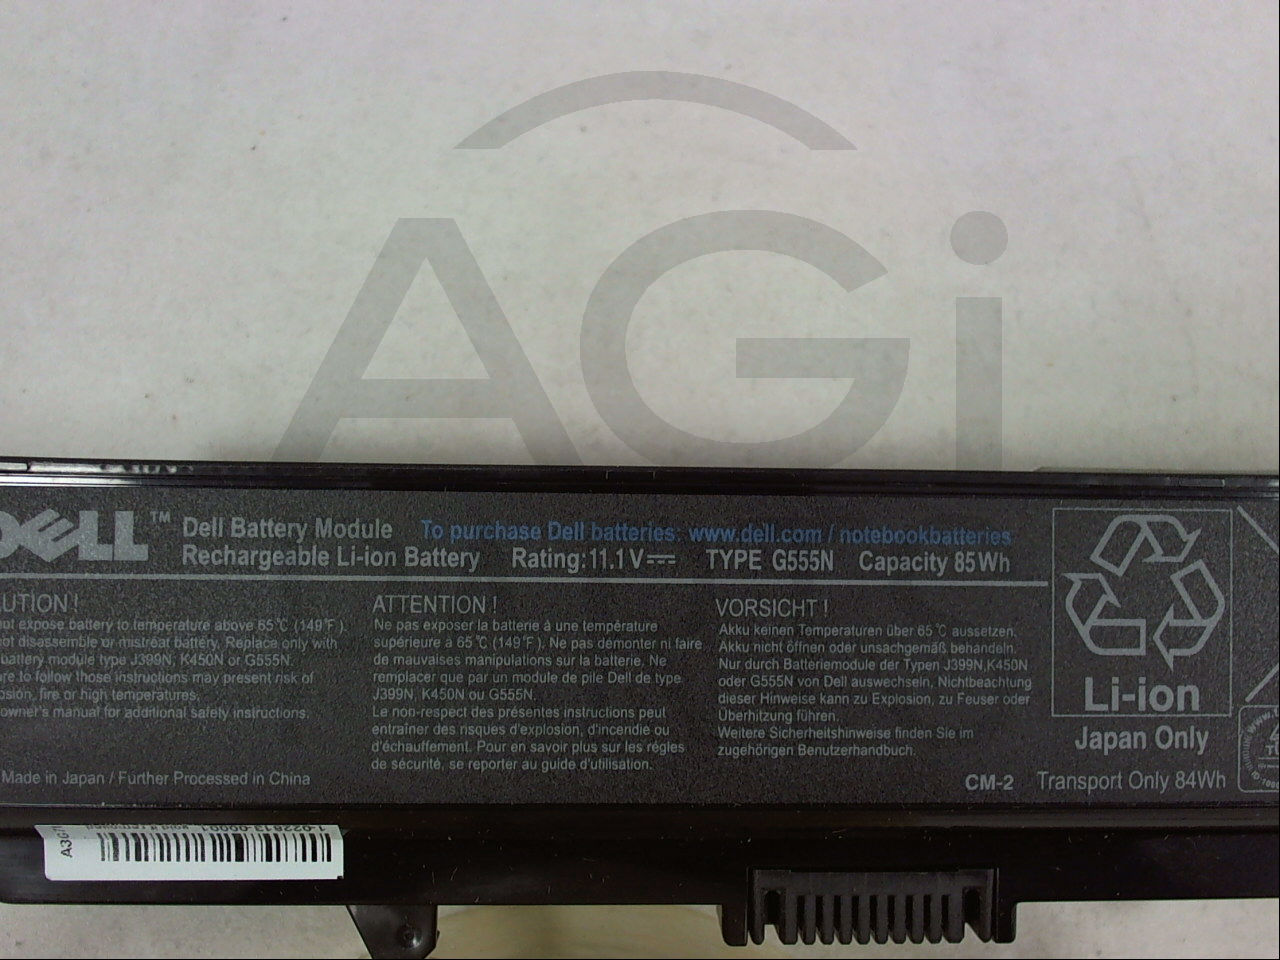 AGi
DELL™
Dell Battery Module To purchase Dell batteries: www.dell.com / notebookbatteries
Rechargeable Li-ion Battery Rating:11.1V TYPE G555N Capacity 85Wh
UTION !
not expose battery to temperature above 65℃ (149℉).
not disassemble or mistreat battery, Replace only with
battery module type J399N, K450N or G555N.
ure to follow those instructions may present risk of
osion, fire or high temperatures.
owner's manual for additional safety instructions.
Made in Japan / Further Processed in China
ATTENTION !
Ne pas exposer la batterie à une température
supérieure à 65℃ (149℉). Ne pas démonter ni faire
de mauvaises manipulations sur la batterie. Ne
remplacer que par un module de pile Dell de type
J399N, K450N ou G555N.
Le non-respect des présentes instructions peut
entraîner des risques d'explosion, d'incendie ou
d'échauffement. Pour en savoir plus sur les régles
de sécurité, se reporter au guide d'utilisation.
VORSICHT !
Akku keinen Temperaturen über 65℃ aussetzen.
Akku nicht öffnen oder unsachgemäß behandeln.
Nur durch Batteriemodule der Typen J399N,K450N
oder G555N von Dell auswechseln, Nichtbeachtung
dieser Hinweise kann zu Explosion, zu Feuser oder
Überhitzung führen.
Weitere Sicherheitshinweise finden Sie im
zugehörigen Benutzerhandbuch.
Li-ion
Japan Only
CM-2 Transport Only 84Wh